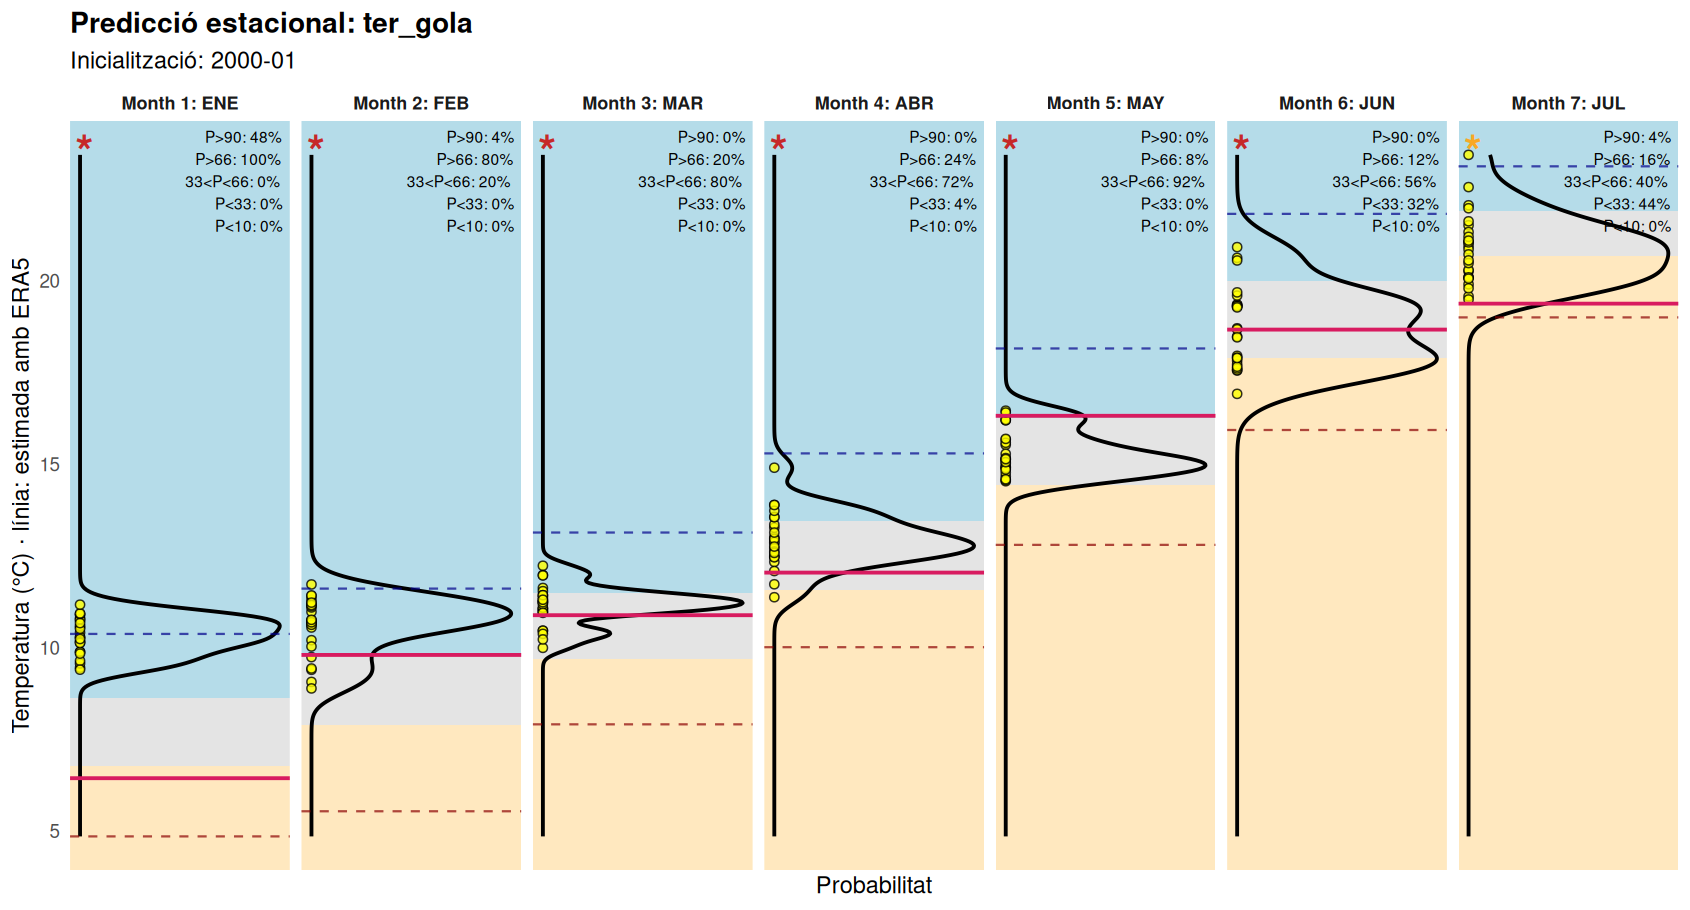 Predicció estacional: ter_gola
Inicialització: 2000-01
Month 1: ENE
Month 2: FEB
Month 3: MAR
Month 4: ABR
Month 5: MAY
Month 6: JUN
Month 7: JUL
*
P>90: 48%
P>66: 100%
33<P<66: 0%
P<33: 0%
P<10: 0%
*
P>90: 4%
P>66: 80%
33<P<66: 20%
P<33: 0%
P<10: 0%
*
P>90: 0%
P>66: 20%
33<P<66: 80%
P<33: 0%
P<10: 0%
*
P>90: 0%
P>66: 24%
33<P<66: 72%
P<33: 4%
P<10: 0%
*
P>90: 0%
P>66: 8%
33<P<66: 92%
P<33: 0%
P<10: 0%
*
P>90: 0%
P>66: 12%
33<P<66: 56%
P<33: 32%
P<10: 0%
*
P>90: 4%
P>66: 16%
33<P<66: 40%
P<33: 44%
P<10: 0%
Temperatura (°C) · línia: estimada amb ERA5
20
15
10
5
Probabilitat